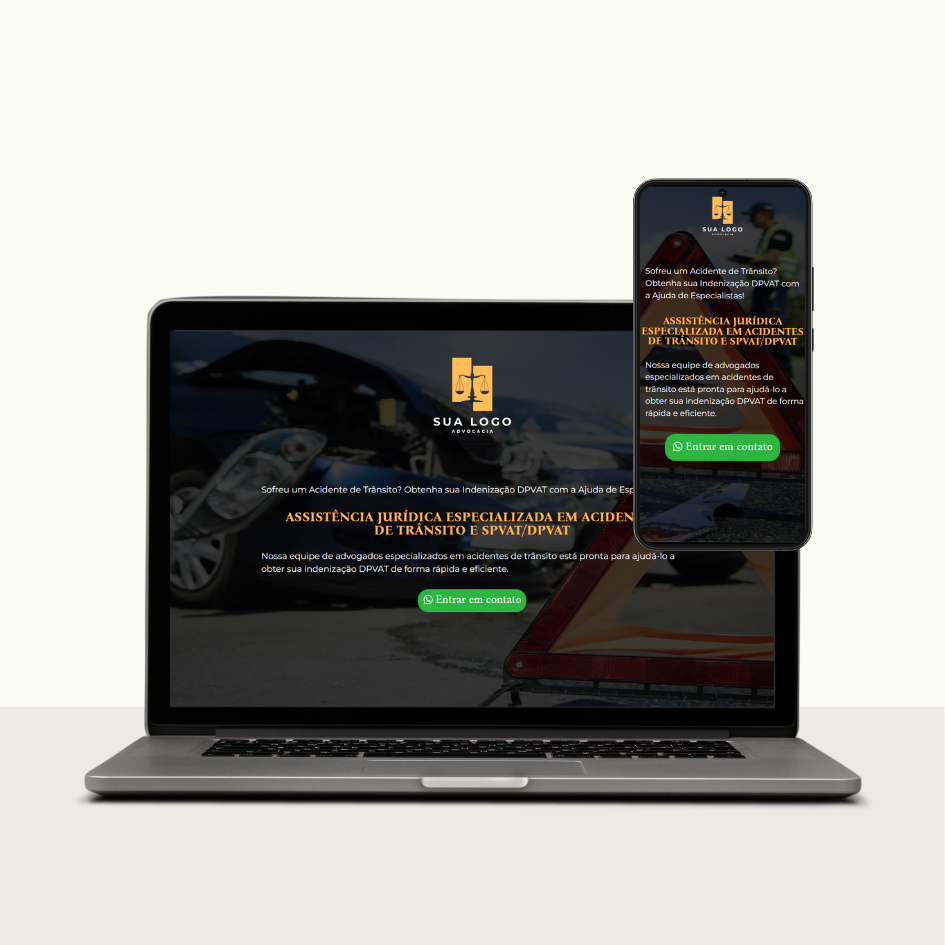 SUA LOGO
ADVOCACIA
Sofreu um Acidente de Trânsito? Obtenha sua Indenização DPVAT com a Ajuda de Esp
ASSISTÊNCIA JURÍDICA ESPECIALIZADA EM ACIDEN
DE TRÂNSITO E SPVAT/DPVAT
Nossa equipe de advogados especializados em acidentes de trânsito está pronta para ajudá-lo a
obter sua indenização DPVAT de forma rápida e eficiente.
Entrar em contato
SUA LOGO
ADVOCACIA
Sofreu um Acidente de Trânsito?
Obtenha sua Indenização DPVAT com
a Ajuda de Especialistas!
ASSISTÊNCIA JURÍDICA
ESPECIALIZADA EM ACIDENTES
DE TRÂNSITO E SPVAT/DPVAT
Nossa equipe de advogados
especializados em acidentes de
trânsito está pronta para ajudá-lo a
obter sua indenização DPVAT de forma
rápida e eficiente.
Entrar em contato